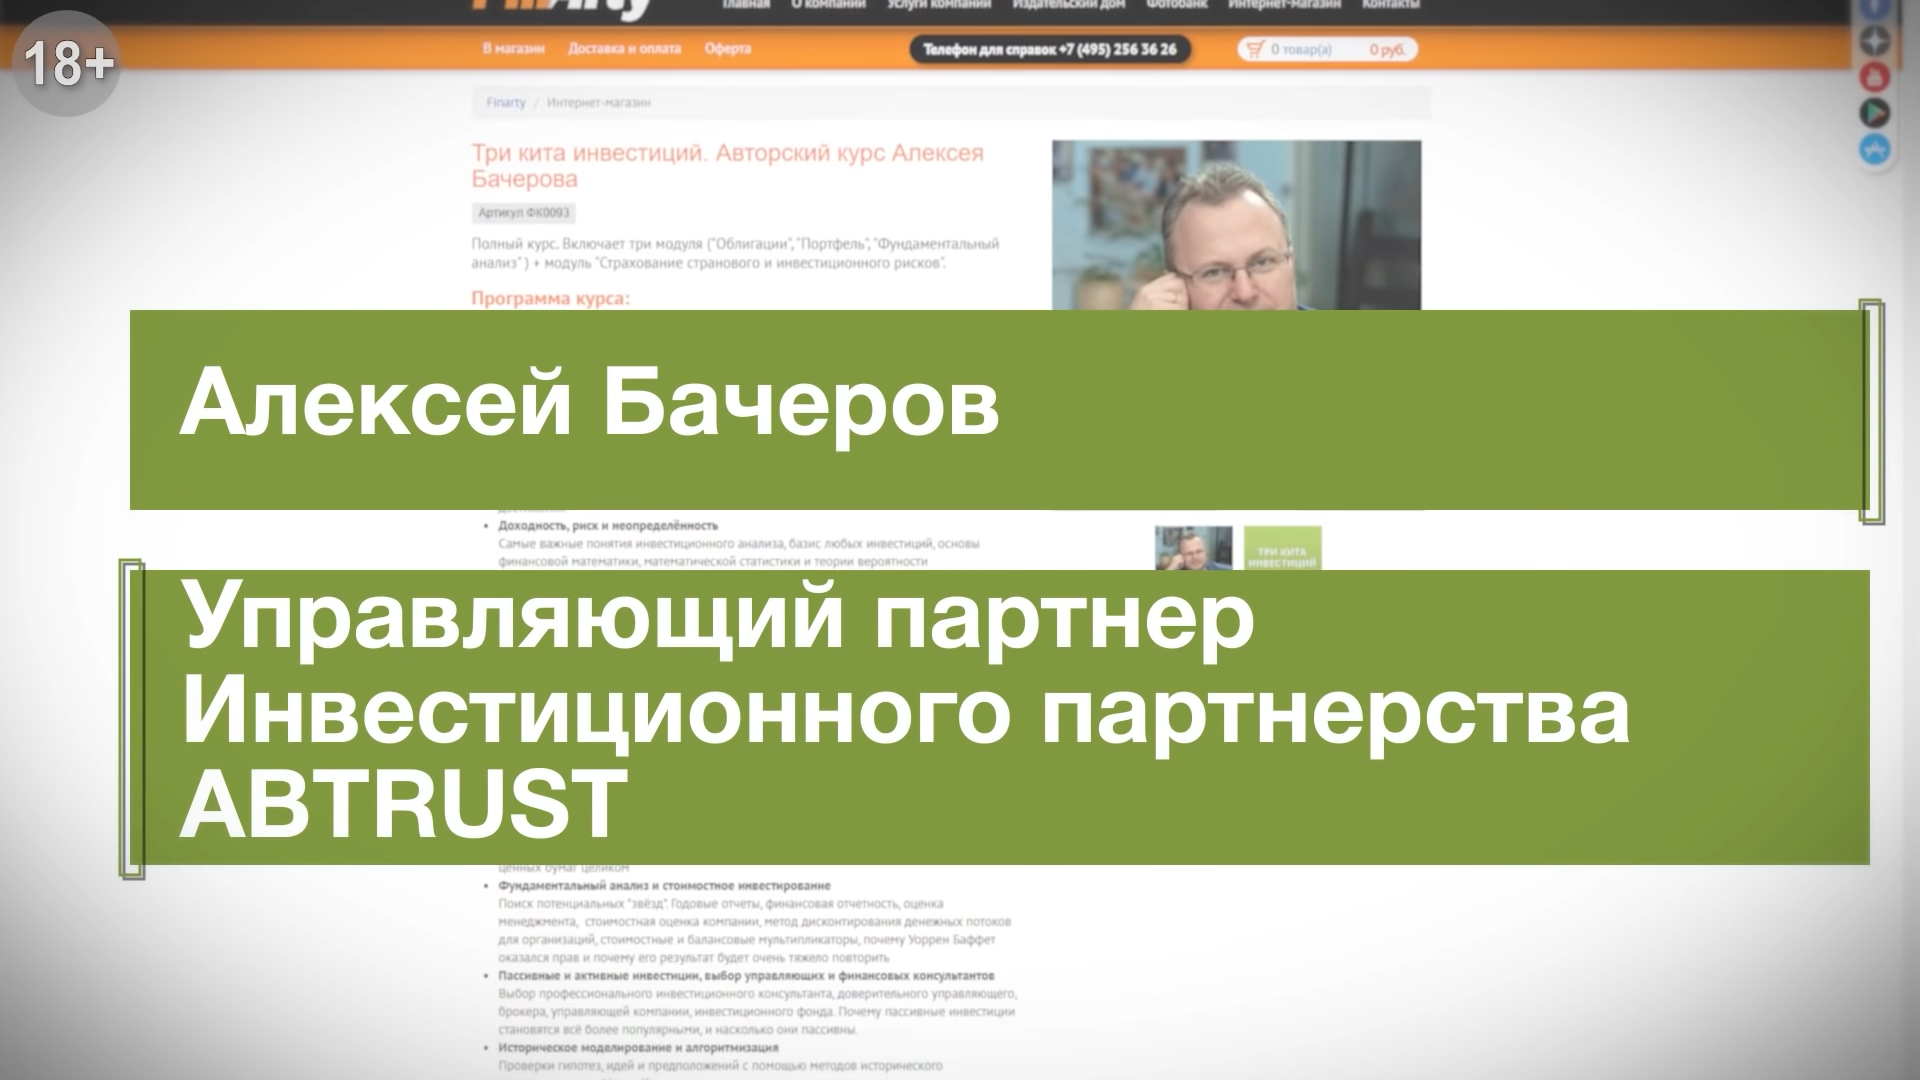 18+
Finarty
Главная О компании Услуги компании Издательский дом Фотобанк Интернет-магазин Контакты
В магазин Доставка и оплата Оферта Телефон для справок +7 (495) 256 36 26 0 товар(а) 0 руб.
Finarty / Интернет-магазин
Три кита инвестиций. Авторский курс Алексея
Бачерова
Артикул ФК0093
Полный курс. Включает три модуля ("Облигации", "Портфель", "Фундаментальный
анализ" ) + модуль "Страхование странового и инвестиционного рисков".
Программа курса:
Алексей Бачеров
• Доходность, риск и неопределённость
Самые важные понятия инвестиционного анализа, базис любых инвестиций, основы
финансовой математики, математической статистики и теории вероятности
ТРИ КИТА
ИНВЕСТИЦИЙ
Управляющий партнер
Инвестиционного партнерства
ABTRUST
ценных бумаг целиком
• Фундаментальный анализ и стоимостное инвестирование
Поиск потенциальных "звёзд". Годовые отчеты, финансовая отчетность, оценка
менеджмента, стоимостная оценка компании, метод дисконтирования денежных потоков
для организаций, стоимостные и балансовые мультипликаторы, почему Уоррен Баффет
оказался прав и почему его результат будет очень тяжело повторить
• Пассивные и активные инвестиции, выбор управляющих и финансовых консультантов
Выбор профессионального инвестиционного консультанта, доверительного управляющего,
брокера, управляющей компании, инвестиционного фонда. Почему пассивные инвестиции
становятся всё более популярными, и насколько они пассивны.
• Историческое моделирование и алгоритмизация
Проверки гипотез, идей и предположений с помощью методов исторического